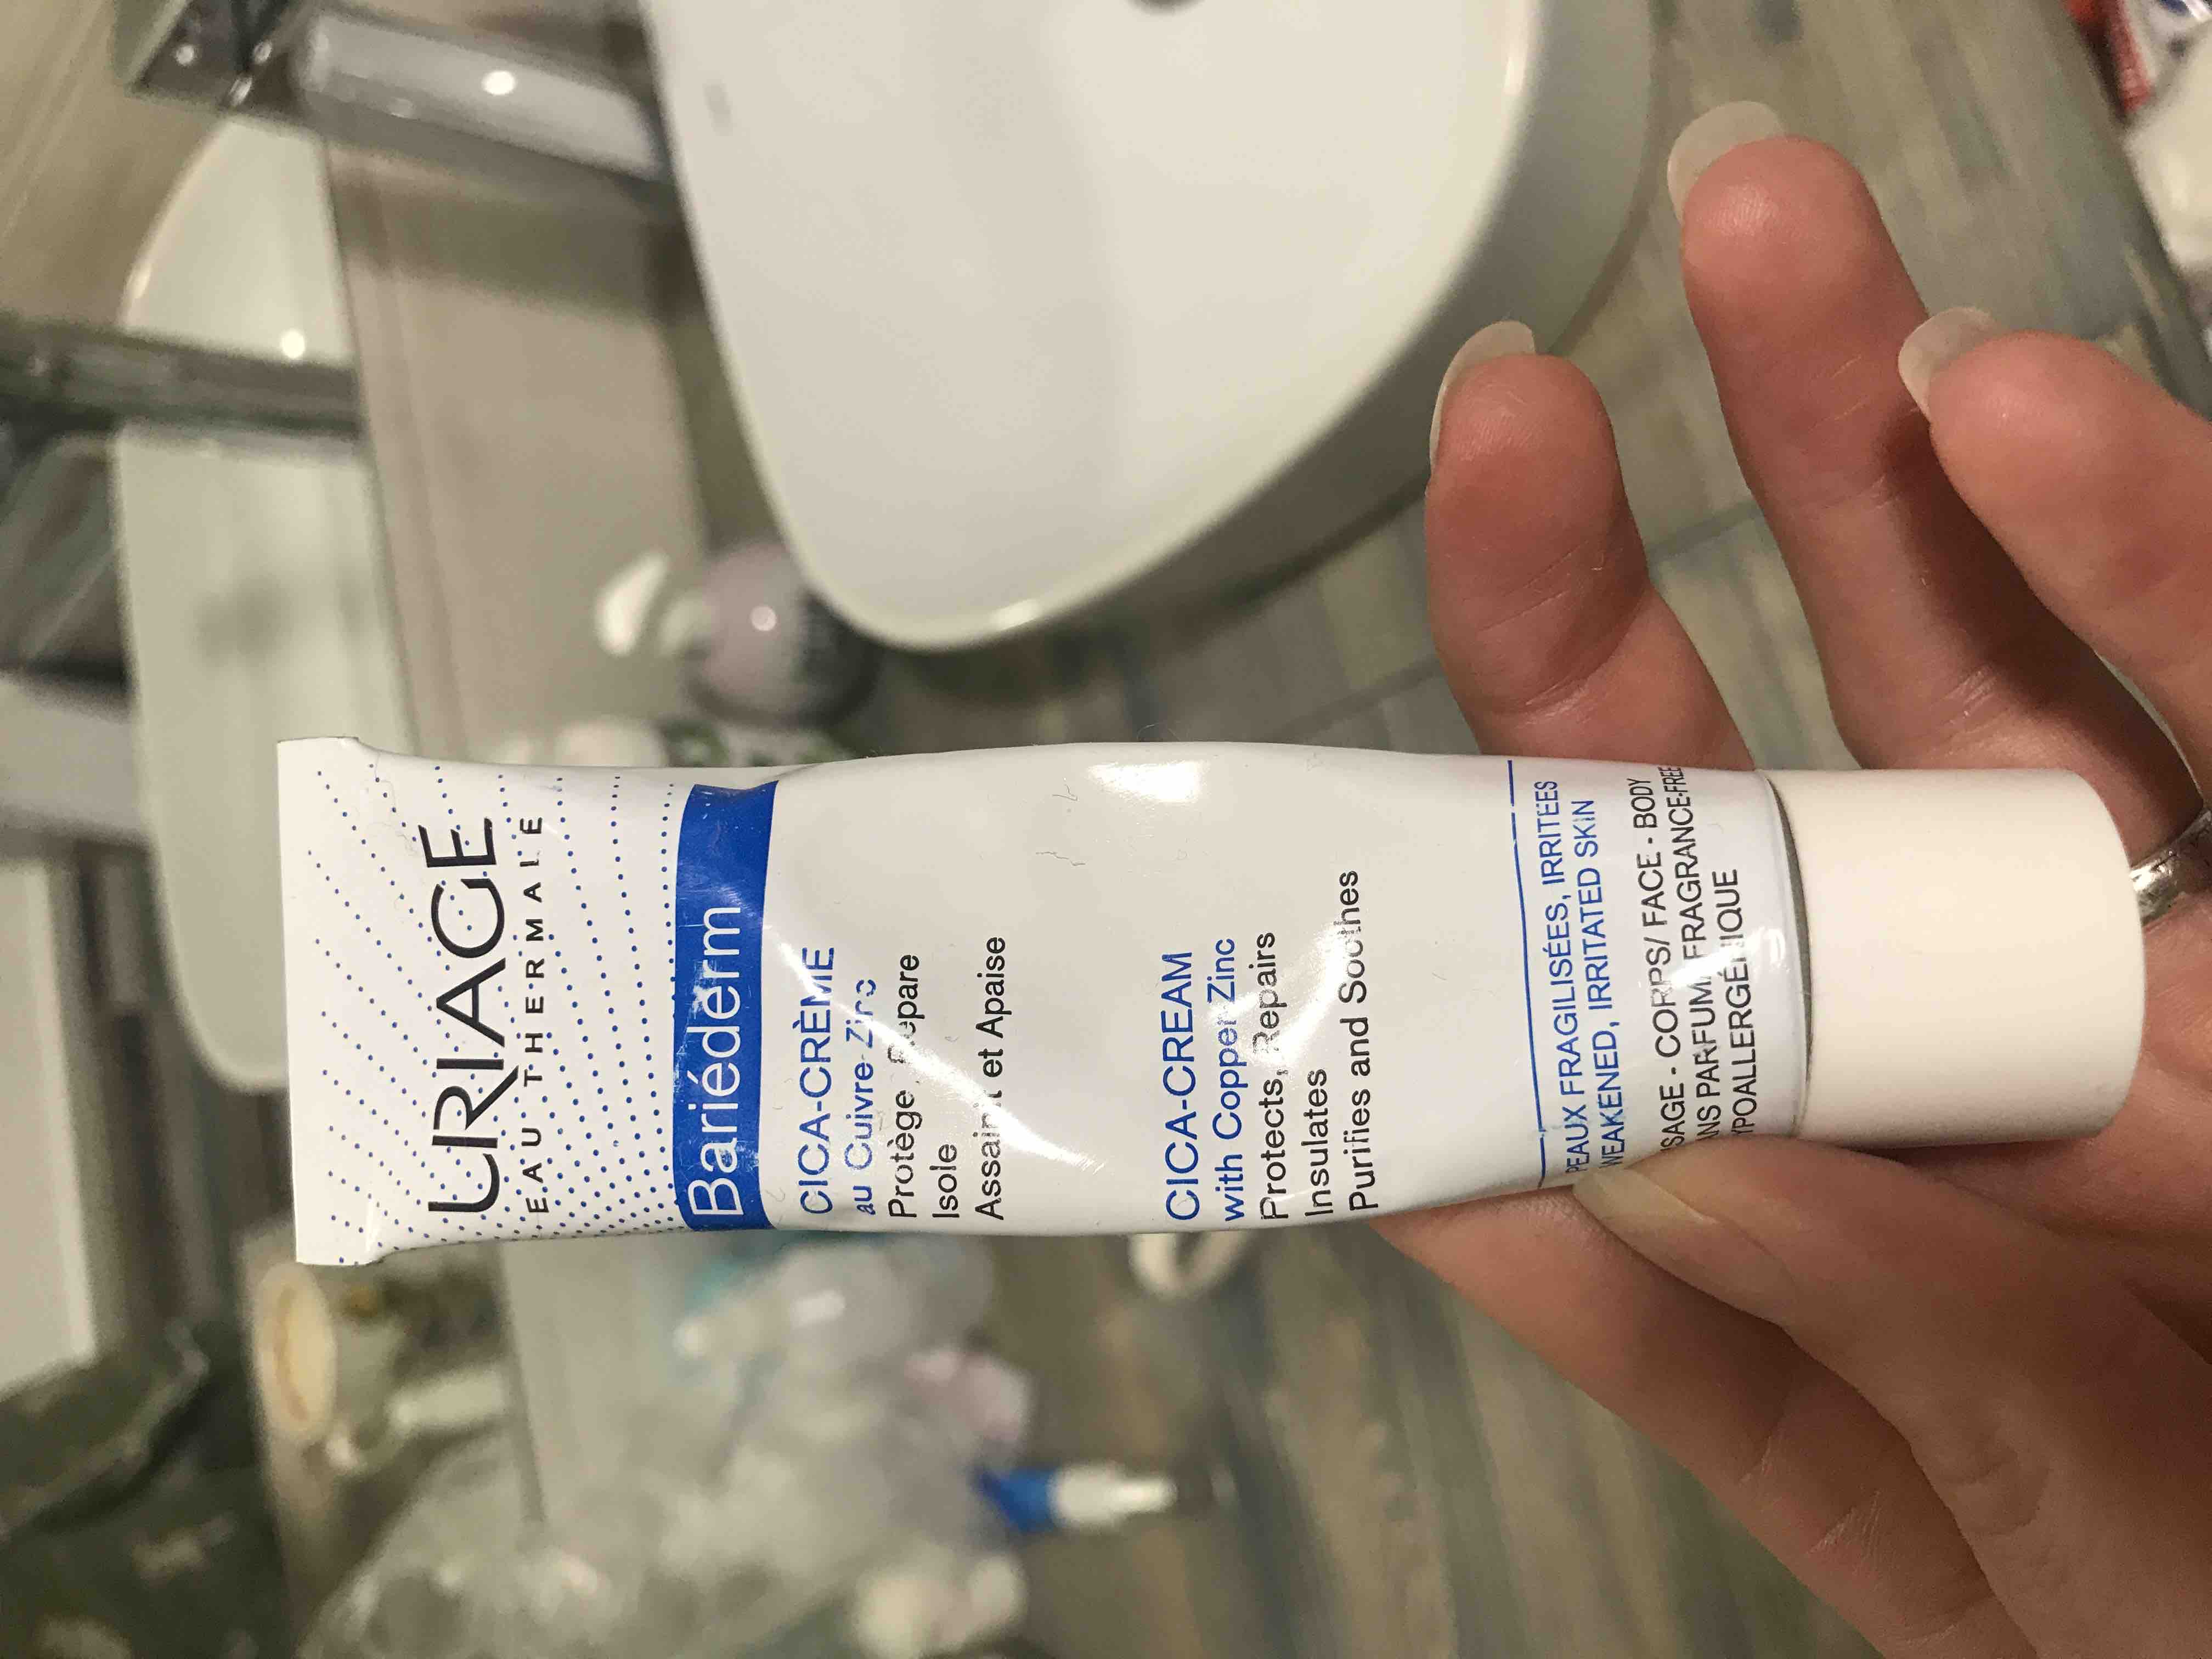 URIAGE
EAU THERMALE
Bariéderm
CICA-CRÈME
au Cuivre-Zinc
Protège, Répare
Isole
Assainit et Apaise
CICA-CREAM
with Copper-Zinc
Protects, Repairs
Insulates
Purifies and Soothes
PEAUX FRAGILISÉES, IRRITÉES
WEAKENED, IRRITATED SKIN
ISAGE - CORPS/ FACE - BODY
ANS PARFUM/ FRAGRANCE-FREE
YPOALLERGÉNIQUE